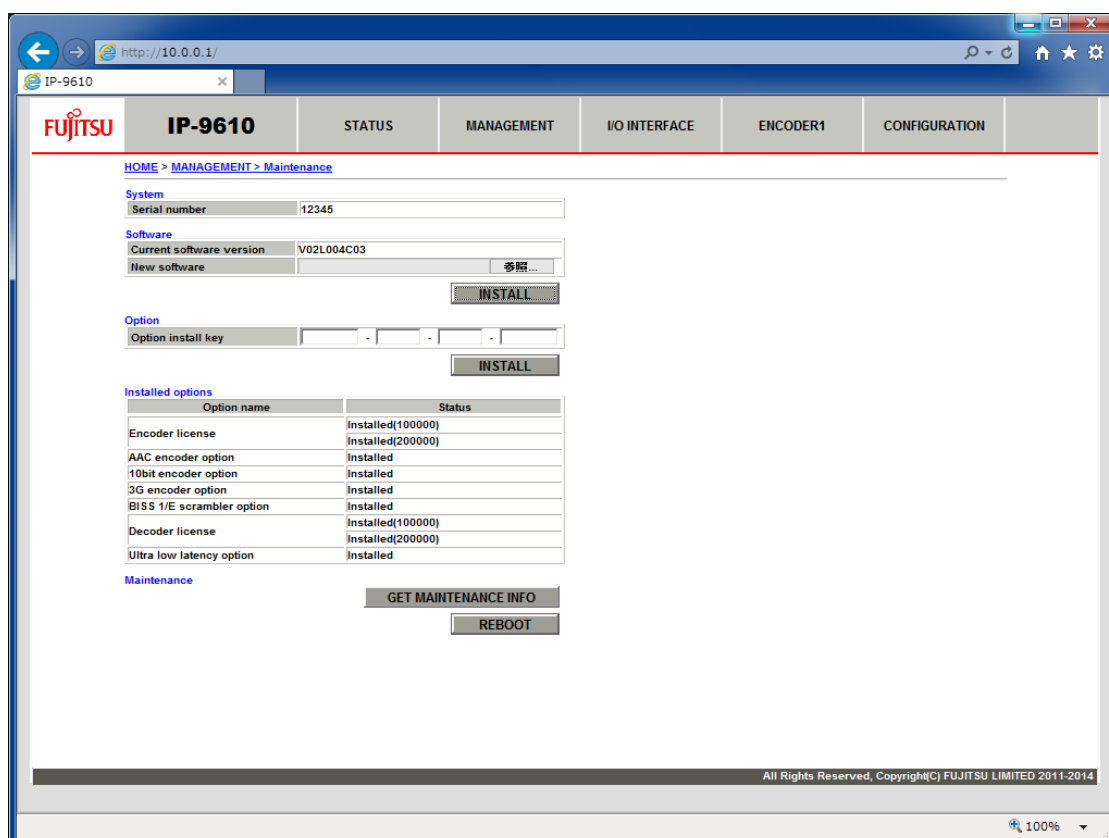 http://10.0.0.1/
IP-9610
FUJITSU
IP-9610
STATUS
MANAGEMENT
I/O INTERFACE
ENCODER1
CONFIGURATION
HOME > MANAGEMENT > Maintenance
System
Serial number 12345
Software
Current software version V02L004C03
New software 参照...
INSTALL
Option
Option install key - - -
INSTALL
Installed options
Option name Status
Encoder license Installed(100000)
Installed(200000)
AAC encoder option Installed
10bit encoder option Installed
3G encoder option Installed
BISS 1/E scrambler option Installed
Decoder license Installed(100000)
Installed(200000)
Ultra low latency option Installed
Maintenance
GET MAINTENANCE INFO
REBOOT
All Rights Reserved, Copyright(C) FUJITSU LIMITED 2011-2014
100%